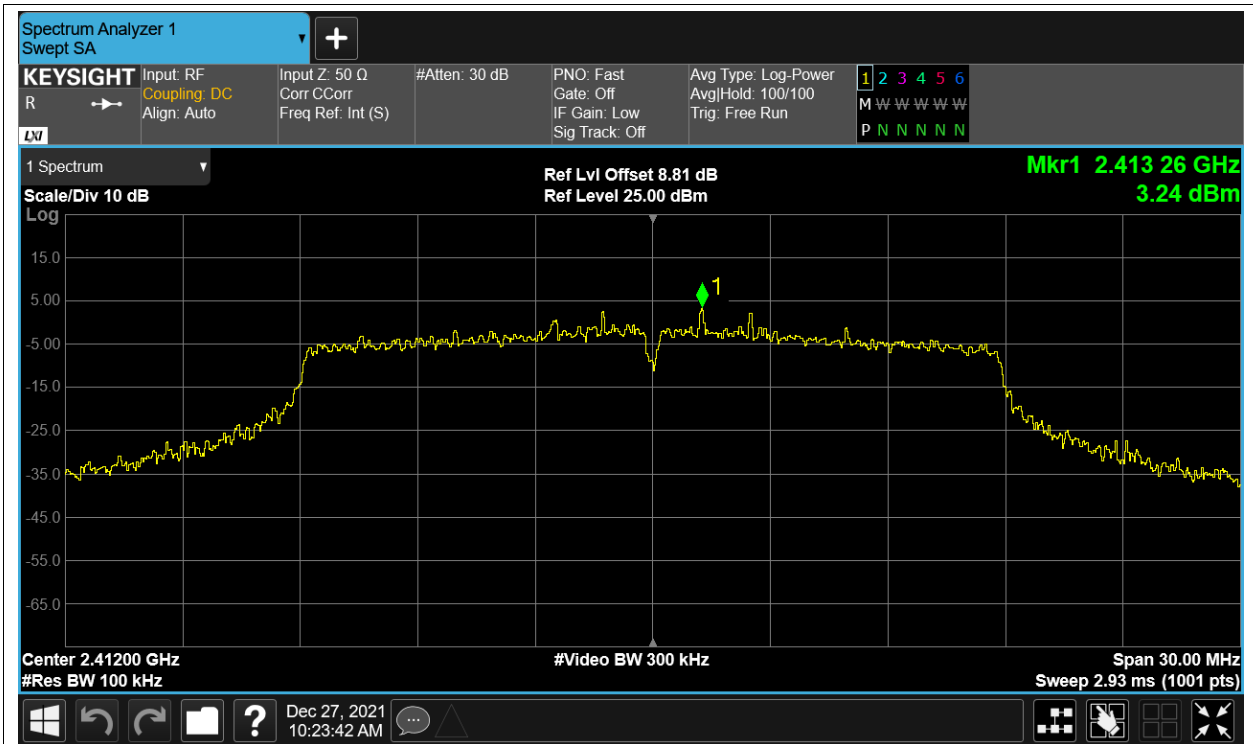 Spectrum Analyzer 1
Swept SA
KEYSIGHT
R
LXI
Input: RF
Coupling: DC
Align: Auto
Input Z: 50 Ω
Corr CCorr
Freq Ref: Int (S)
#Atten: 30 dB
PNO: Fast
Gate: Off
IF Gain: Low
Sig Track: Off
Avg Type: Log-Power
Avg|Hold: 100/100
Trig: Free Run
1 2 3 4 5 6
M W W W W W
P N N N N N
1 Spectrum
Scale/Div 10 dB
Log
Ref Lvl Offset 8.81 dB
Ref Level 25.00 dBm
Mkr1 2.413 26 GHz
3.24 dBm
1
15.0
5.00
-5.00
-15.0
-25.0
-35.0
-45.0
-55.0
-65.0
Center 2.41200 GHz
#Video BW 300 kHz
Span 30.00 MHz
#Res BW 100 kHz
Sweep 2.93 ms (1001 pts)
?
Dec 27, 2021
10:23:42 AM